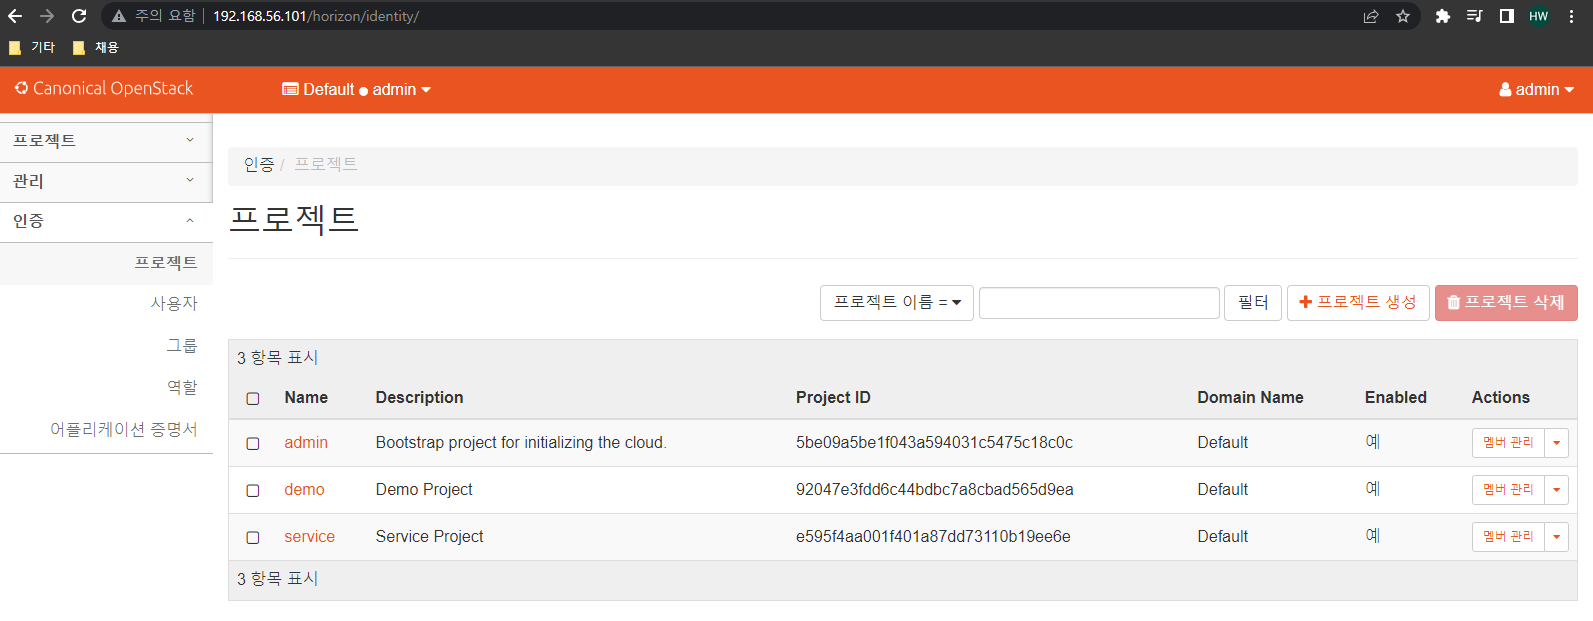 주의 요함 192.168.56.101/horizon/identity/ HW
기타 채용
Canonical OpenStack Default ● admin admin
프로젝트
관리
인증
프로젝트
사용자
그룹
역할
어플리케이션 증명서
인증 / 프로젝트
프로젝트
프로젝트 이름 = 필터 + 프로젝트 생성 프로젝트 삭제
3 항목 표시
Name Description Project ID Domain Name Enabled Actions
admin Bootstrap project for initializing the cloud. 5be09a5be1f043a594031c5475c18c0c Default 예 멤버 관리
demo Demo Project 92047e3fdd6c44bdbc7a8cbad565d9ea Default 예 멤버 관리
service Service Project e595f4aa001f401a87dd73110b19ee6e Default 예 멤버 관리
3 항목 표시